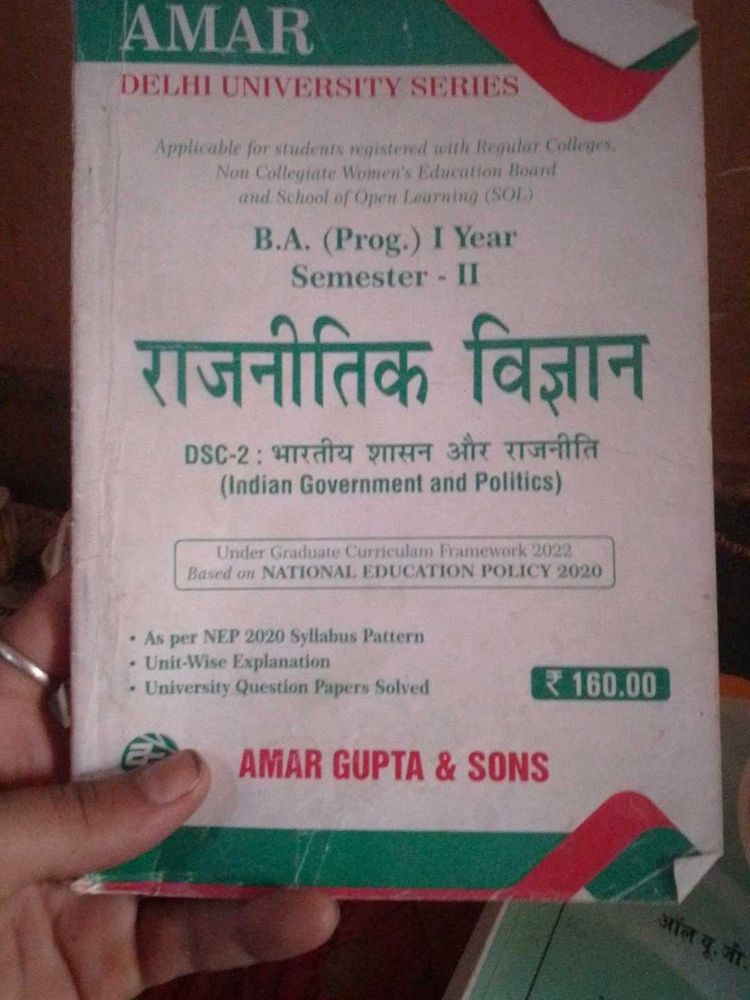 AMAR
DELHI UNIVERSITY SERIES
Applicable for students registered with Regular Colleges,
Non Collegiate Women's Education Board
and School of Open Learning (SOL)
B.A. (Prog.) I Year
Semester - II
राजनीतिक विज्ञान
DSC-2 : भारतीय शासन और राजनीति
(Indian Government and Politics)
Under Graduate Curriculam Framework 2022
Based on NATIONAL EDUCATION POLICY 2020
• As per NEP 2020 Syllabus Pattern
• Unit-Wise Explanation
• University Question Papers Solved
₹ 160.00
AMAR GUPTA & SONS
ऑल यू. जी.